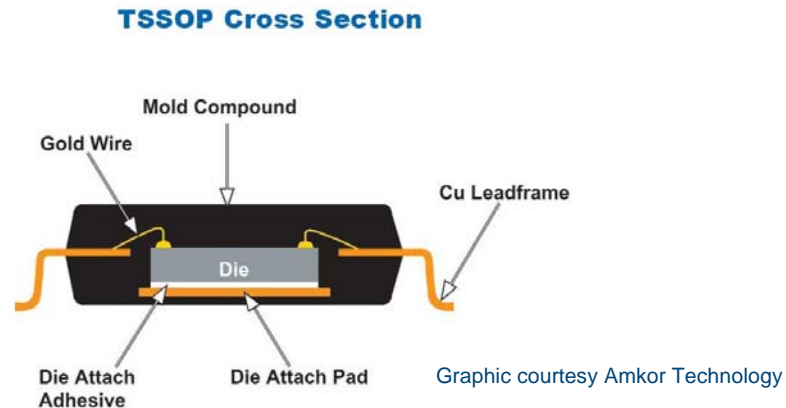 TSSOP Cross Section
Mold Compound
Gold Wire
Cu Leadframe
Die
Die Attach
Adhesive
Die Attach Pad
Graphic courtesy Amkor Technology